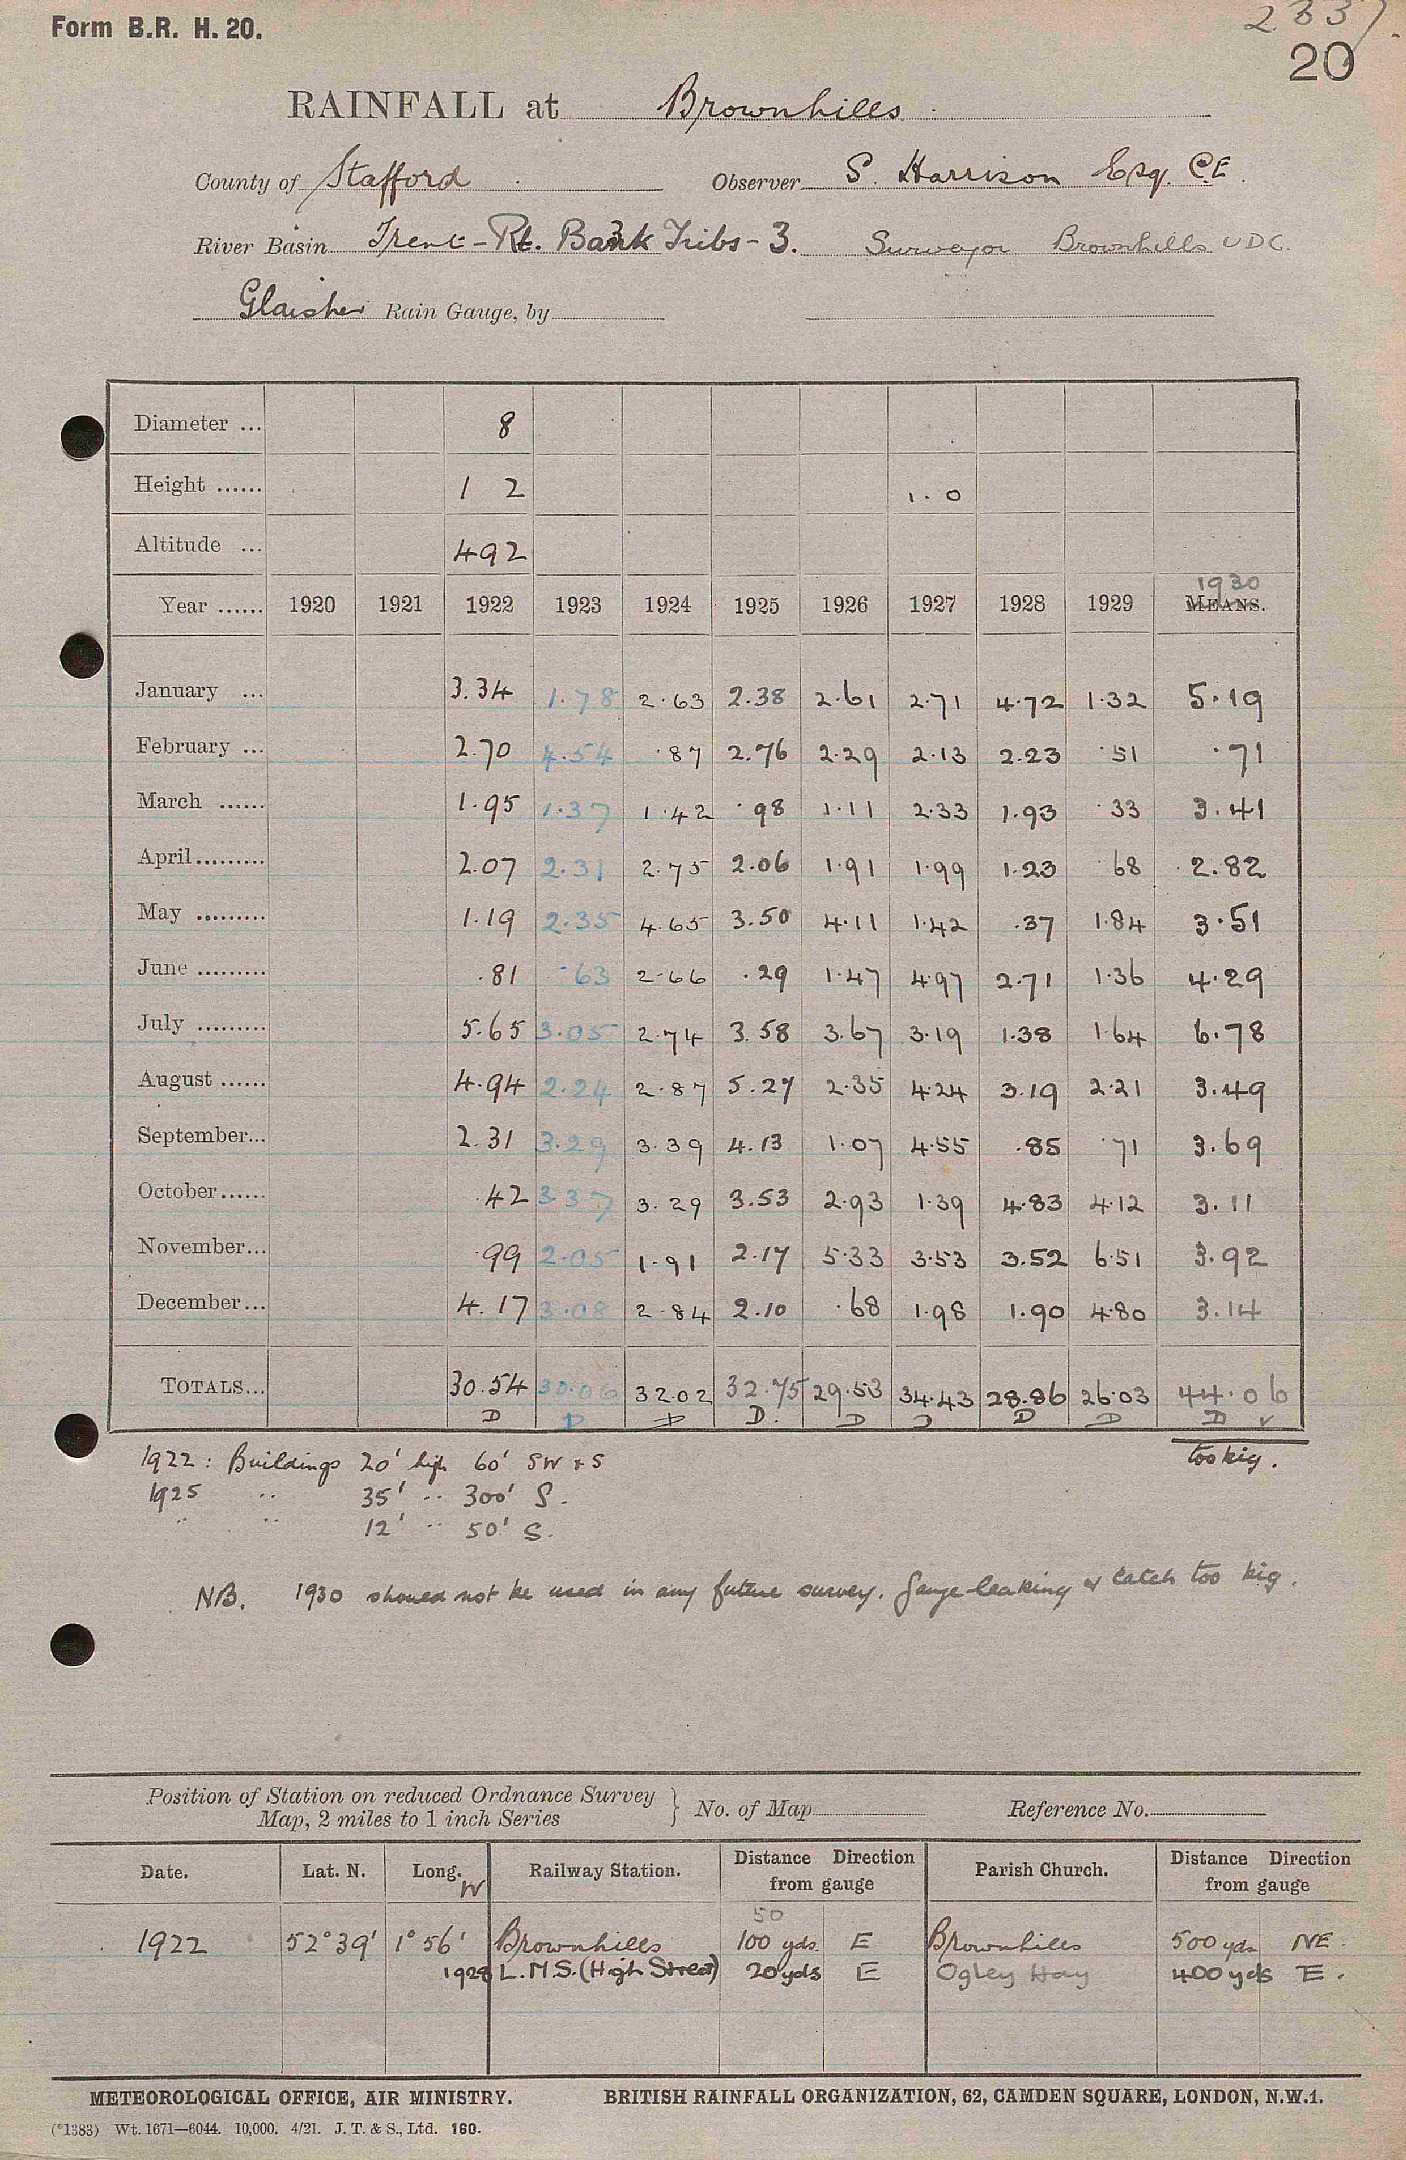 Form B.R. H. 20.
2337.
20
RAINFALL at Brownhills
County of Stafford Observer S. Harrison Esq. C.E.
River Basin Trent - Rt. Bank Tribs - 3. Surveyor Brownhills UDC.
Glaisher Rain Gauge, by
Diameter ... 8
Height ...... 1 2 1.0
Altitude ... 492
1930
Year ...... 1920 1921 1922 1923 1924 1925 1926 1927 1928 1929 MEANS.
January ... 3.34 1.78 2.63 2.38 2.61 2.71 4.72 1.32 5.19
February ... 2.70 4.54 .87 2.76 2.29 2.13 2.23 .51 .71
March ...... 1.95 1.37 1.42 .98 1.11 2.33 1.93 .33 3.41
April......... 2.07 2.31 2.75 2.06 1.91 1.99 1.23 .68 2.82
May ......... 1.19 2.35 4.65 3.50 4.11 1.42 .37 1.84 3.51
June ......... .81 .63 2.66 .29 1.47 4.97 2.71 1.36 4.29
July ......... 5.65 3.05 2.74 3.58 3.67 3.19 1.38 1.64 6.78
August ...... 4.94 2.24 2.87 5.27 2.35 4.24 3.19 2.21 3.49
September... 2.31 3.29 3.39 4.13 1.07 4.55 .85 .71 3.69
October...... .42 3.37 3.29 3.53 2.93 1.39 4.83 4.12 3.11
November... .99 2.05 1.91 2.17 5.33 3.53 3.52 6.51 3.92
December... 4.17 3.08 2.84 2.10 .68 1.98 1.90 4.80 3.14
TOTALS... 30.54 30.06 32.02 32.75 29.53 34.43 28.86 26.03 44.06
D D D D. D D D D D v
too big.
1922 : Buildings 20' high 60' SW + S
1925 .. 35' .. 300' S.
.. .. 12' .. 50' S.
NB. 1930 should not be used in any future survey. Gauge leaking & catch too big.
Position of Station on reduced Ordnance Survey
Map, 2 miles to 1 inch Series } No. of Map Reference No.
Date. Lat. N. Long. W Railway Station. Distance Direction from gauge Parish Church. Distance Direction from gauge
50
1922 52°39' 1°56' Brownhills 100 yds. E Brownhills 500 yds NE.
1928 L.M.S. (High Street) 20 yds E Ogley Hay 400 yds E.
METEOROLOGICAL OFFICE, AIR MINISTRY. BRITISH RAINFALL ORGANIZATION, 62, CAMDEN SQUARE, LONDON, N.W.1.
(*1383) Wt. 1671—6044. 10,000. 4/21. J. T. & S., Ltd. 160.